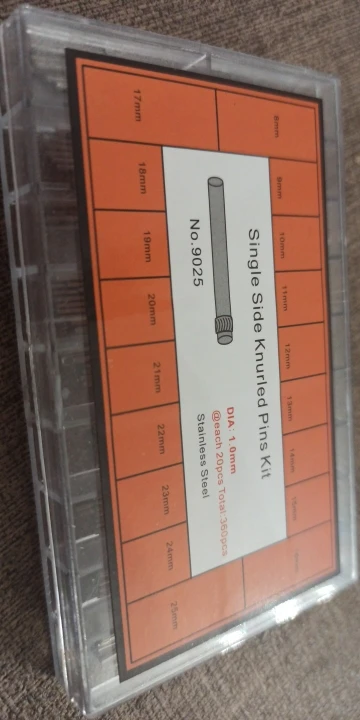 8mm
9mm
10mm
11mm
12mm
13mm
14mm
Single Side Knurled Pins Kit
No.9025
DIA: 1.0mm
@each 20pcs Total:360pcs
Stainless Steel
17mm
18mm
19mm
20mm
21mm
22mm
23mm
24mm
25mm